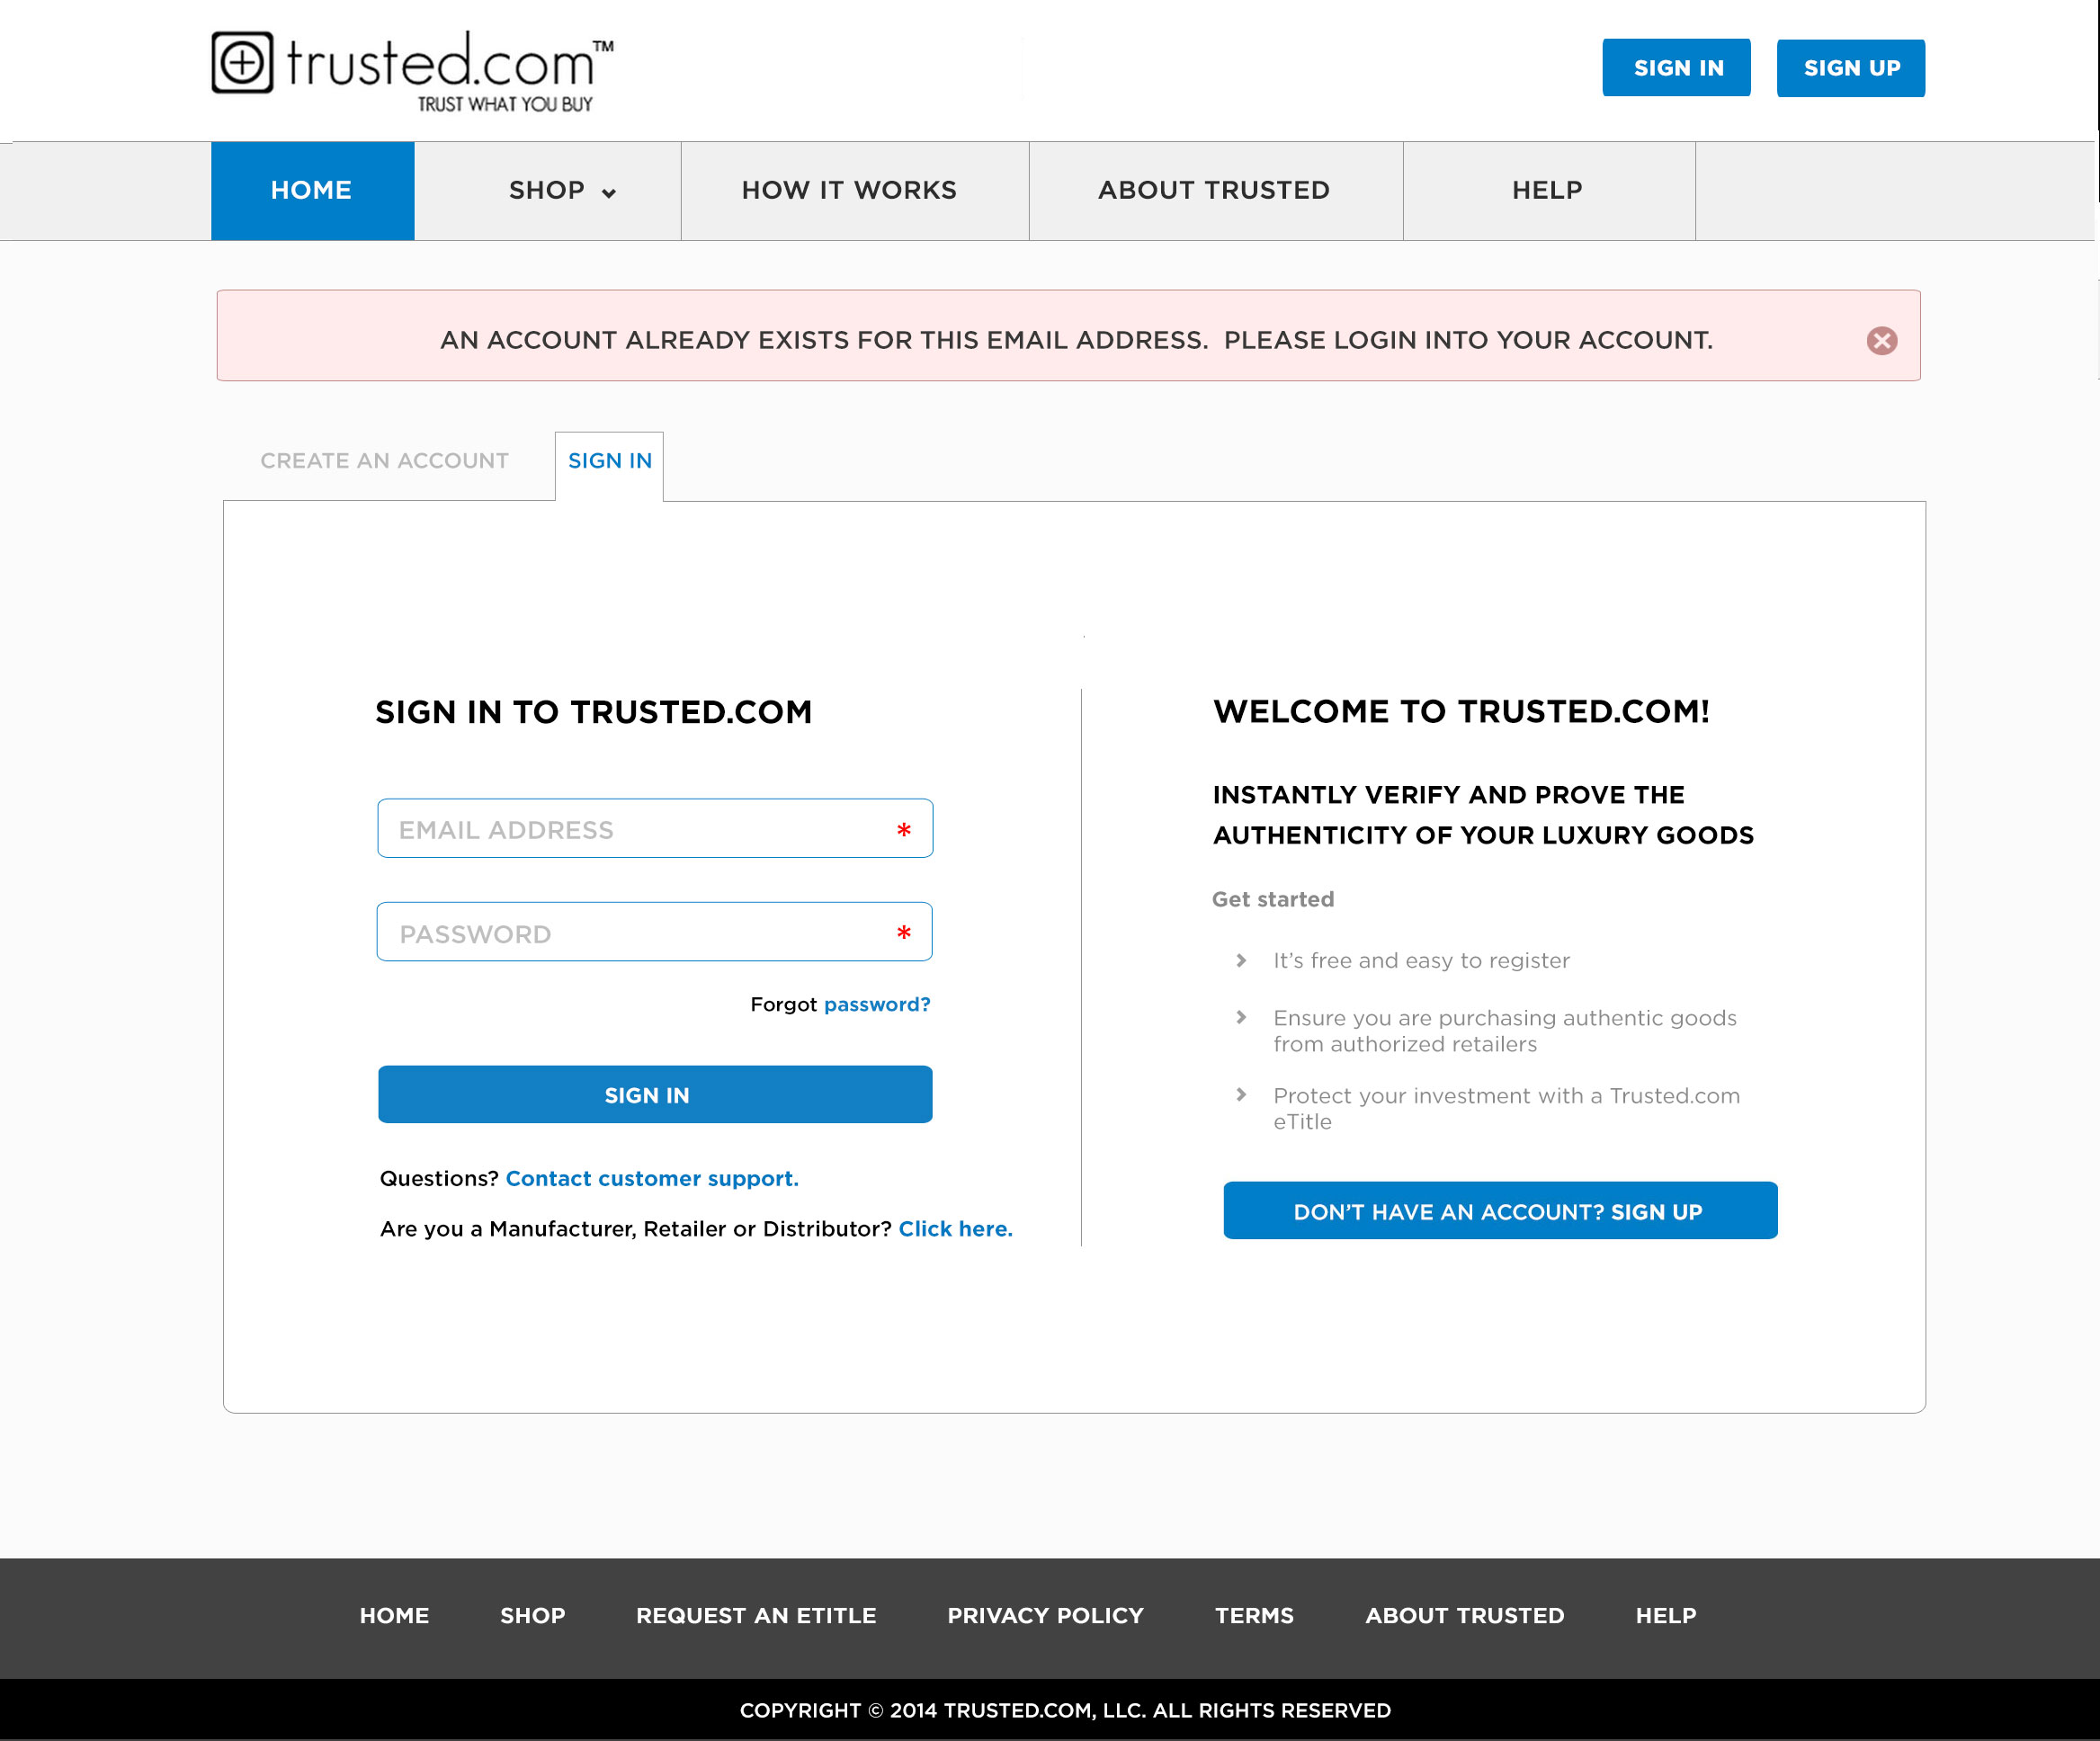 trusted.com™
TRUST WHAT YOU BUY
SIGN IN
SIGN UP
HOME
SHOP
HOW IT WORKS
ABOUT TRUSTED
HELP
AN ACCOUNT ALREADY EXISTS FOR THIS EMAIL ADDRESS.  PLEASE LOGIN INTO YOUR ACCOUNT.
CREATE AN ACCOUNT
SIGN IN
SIGN IN TO TRUSTED.COM
EMAIL ADDRESS *
PASSWORD *
Forgot password?
SIGN IN
Questions? Contact customer support.
Are you a Manufacturer, Retailer or Distributor? Click here.
WELCOME TO TRUSTED.COM!
INSTANTLY VERIFY AND PROVE THE
AUTHENTICITY OF YOUR LUXURY GOODS
Get started
It’s free and easy to register
Ensure you are purchasing authentic goods
from authorized retailers
Protect your investment with a Trusted.com
eTitle
DON’T HAVE AN ACCOUNT? SIGN UP
HOME
SHOP
REQUEST AN ETITLE
PRIVACY POLICY
TERMS
ABOUT TRUSTED
HELP
COPYRIGHT © 2014 TRUSTED.COM, LLC. ALL RIGHTS RESERVED